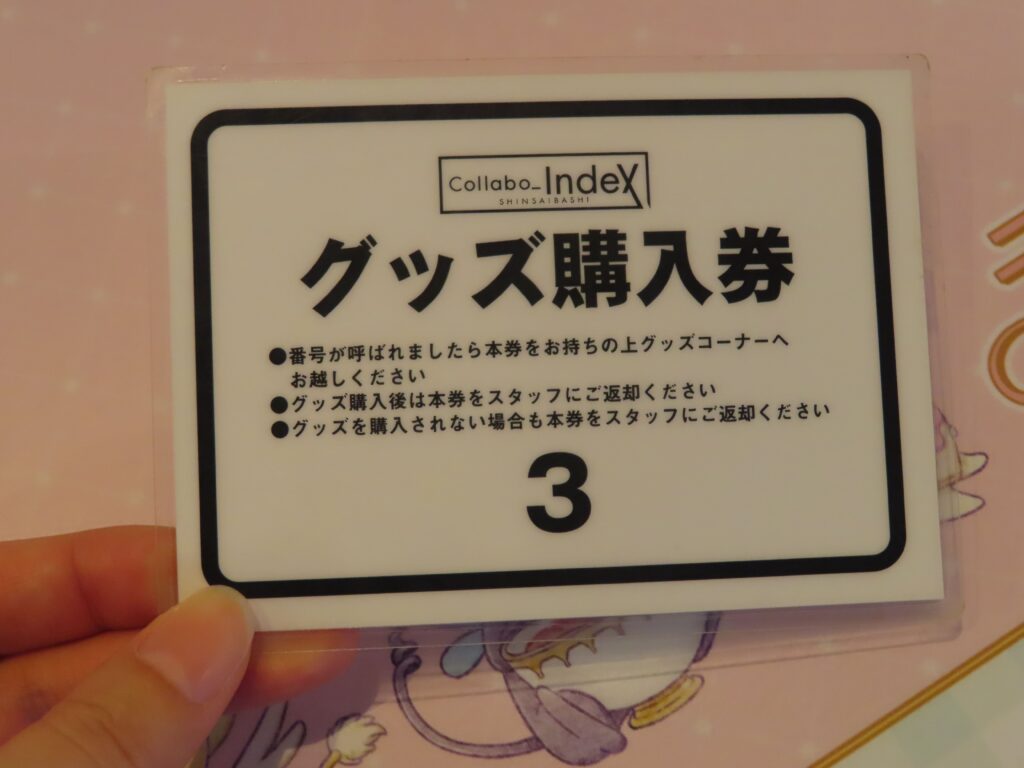 Collabo_IndeX
SHINSAIBASHI
グッズ購入券
●番号が呼ばれましたら本券をお持ちの上グッズコーナーへ
お越しください
●グッズ購入後は本券をスタッフにご返却ください
●グッズを購入されない場合も本券をスタッフにご返却ください
3